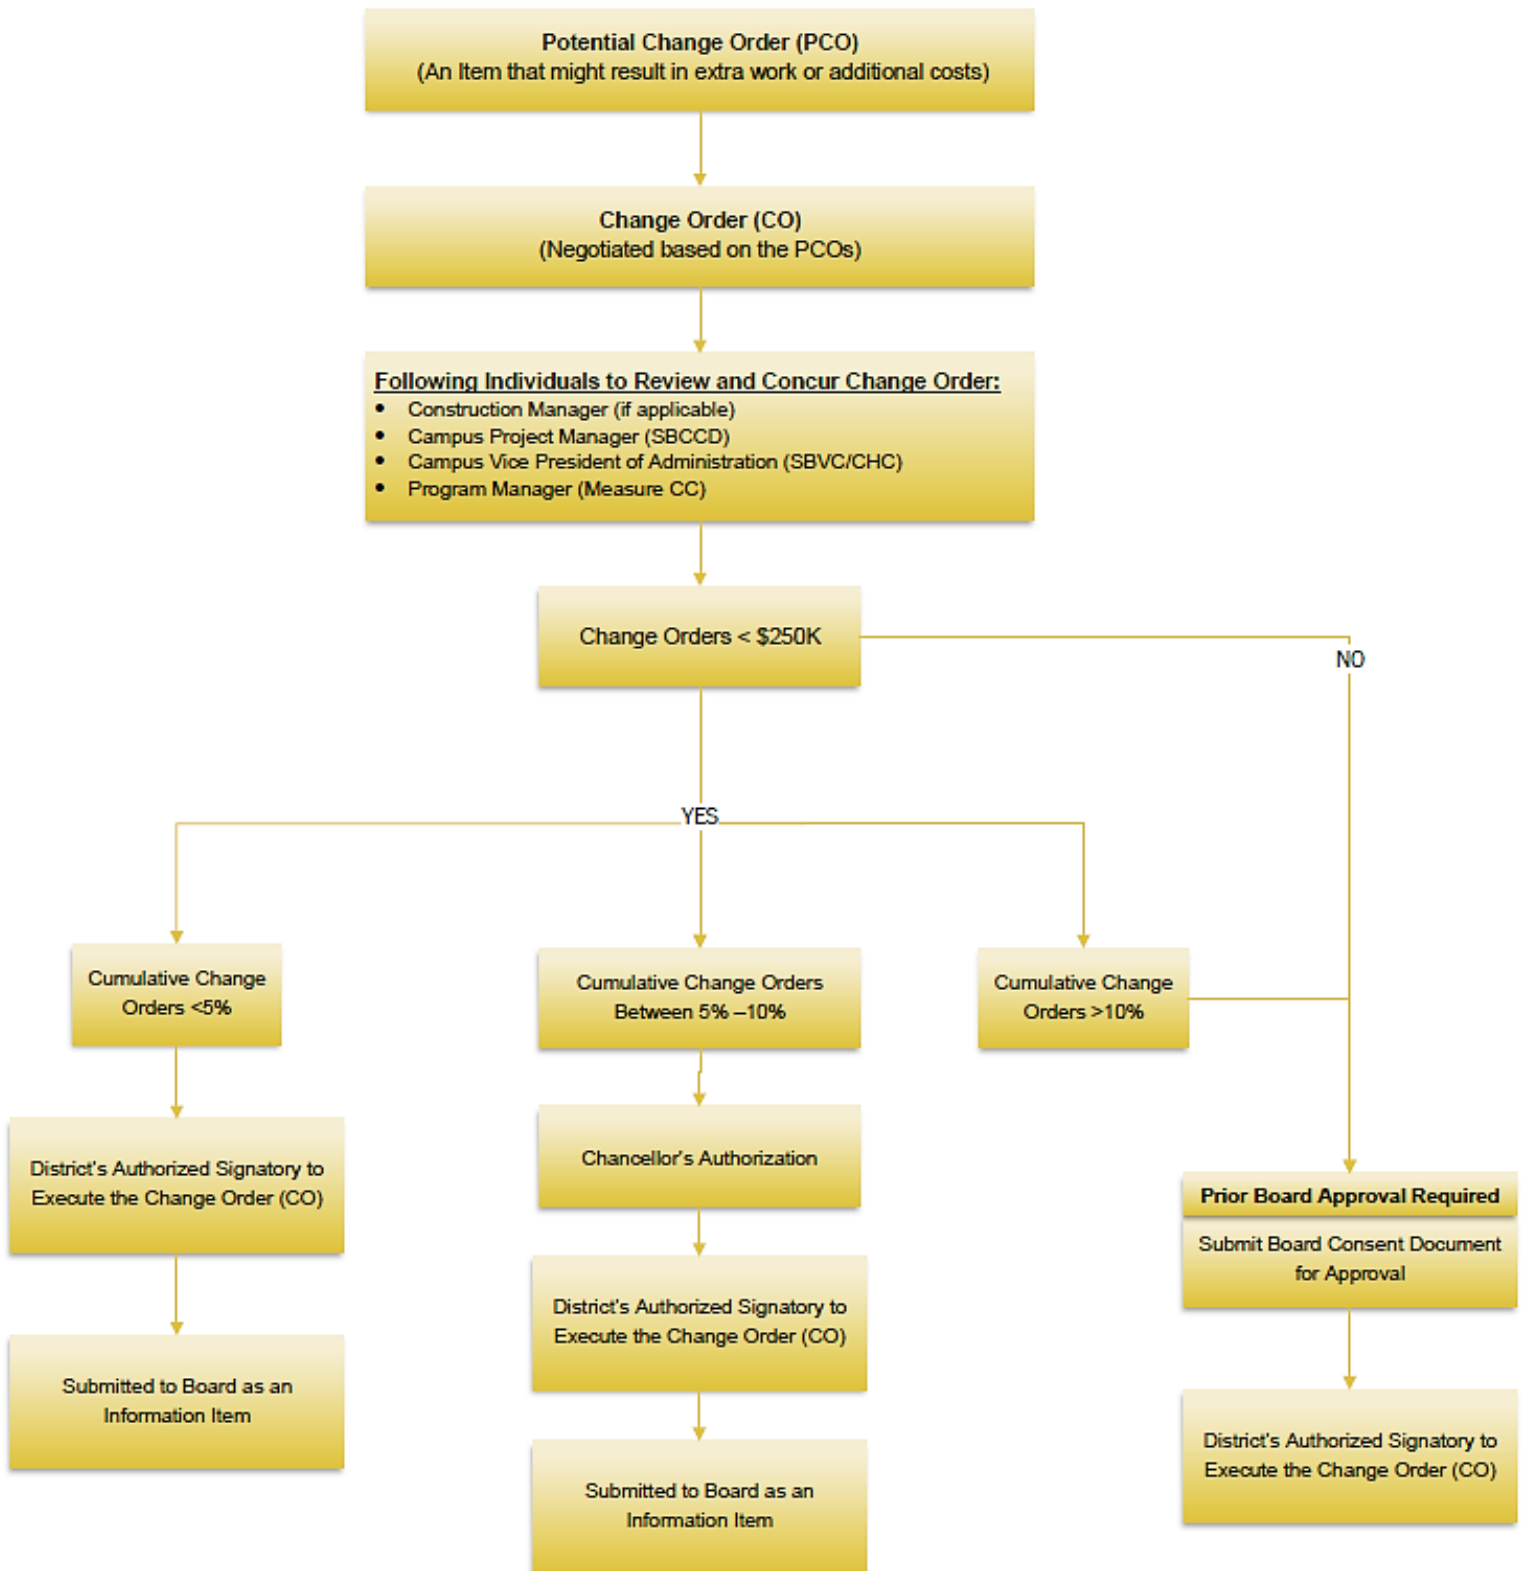 Potential Change Order (PCO)
(An Item that might result in extra work or additional costs)
Change Order (CO)
(Negotiated based on the PCOs)
Following Individuals to Review and Concur Change Order:
• Construction Manager (if applicable)
• Campus Project Manager (SBCCD)
• Campus Vice President of Administration (SBVC/CHC)
• Program Manager (Measure CC)
Change Orders < $250K
NO
YES
Cumulative Change
Orders <5%
Cumulative Change Orders
Between 5% –10%
Cumulative Change
Orders >10%
District's Authorized Signatory to
Execute the Change Order (CO)
Chancellor's Authorization
Prior Board Approval Required
Submit Board Consent Document
for Approval
District's Authorized Signatory to
Execute the Change Order (CO)
Submitted to Board as an
Information Item
District's Authorized Signatory to
Execute the Change Order (CO)
Submitted to Board as an
Information Item